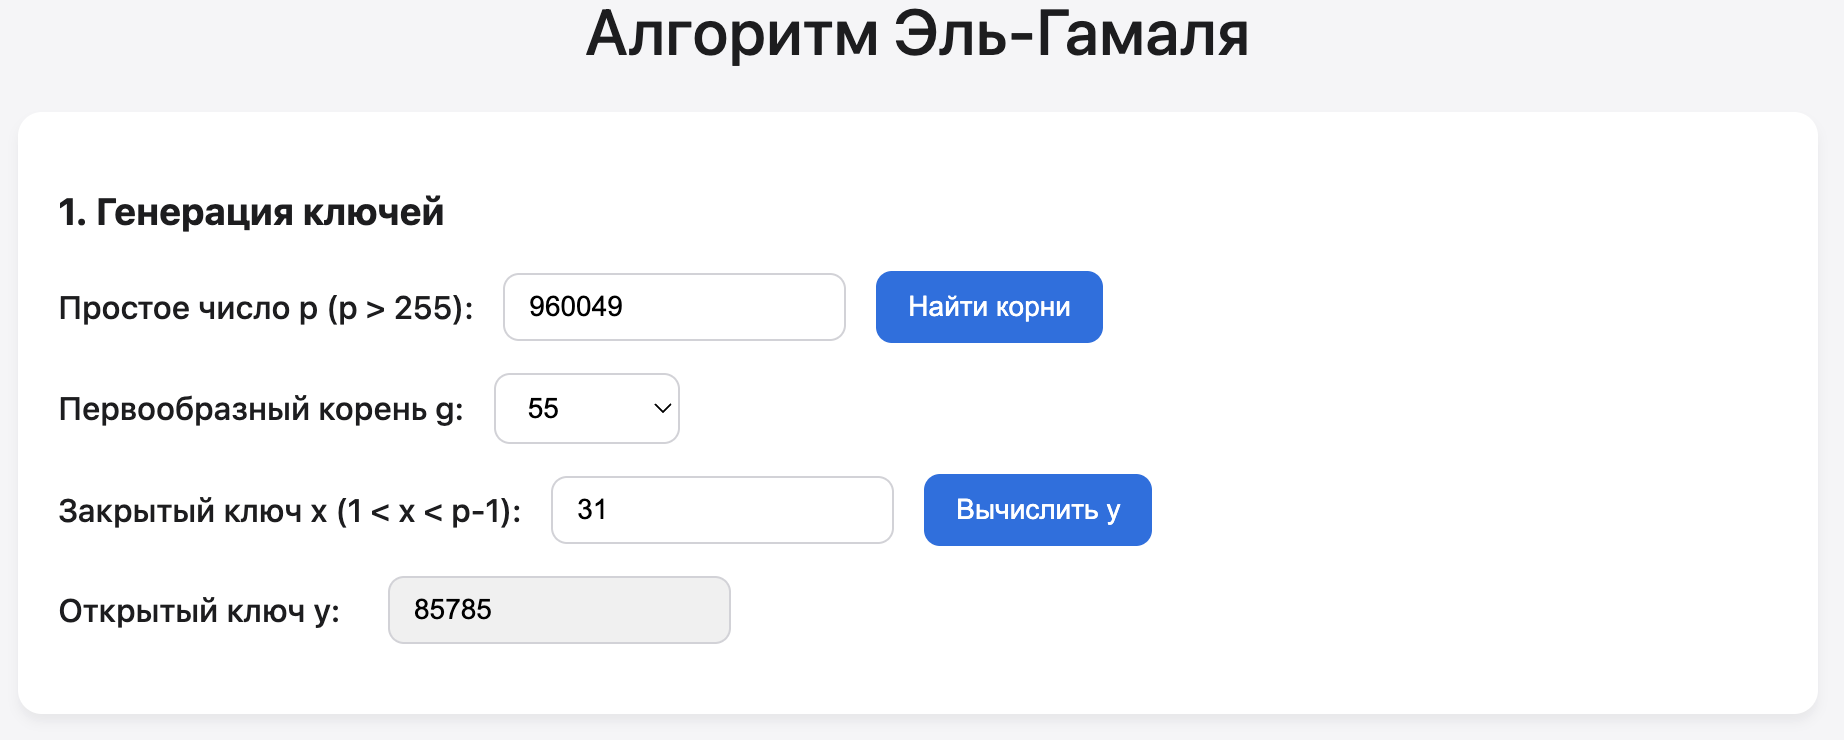 Алгоритм Эль-Гамаля
1. Генерация ключей
Простое число p (p > 255): 960049 Найти корни
Первообразный корень g: 55
Закрытый ключ x (1 < x < p-1): 31 Вычислить y
Открытый ключ y: 85785